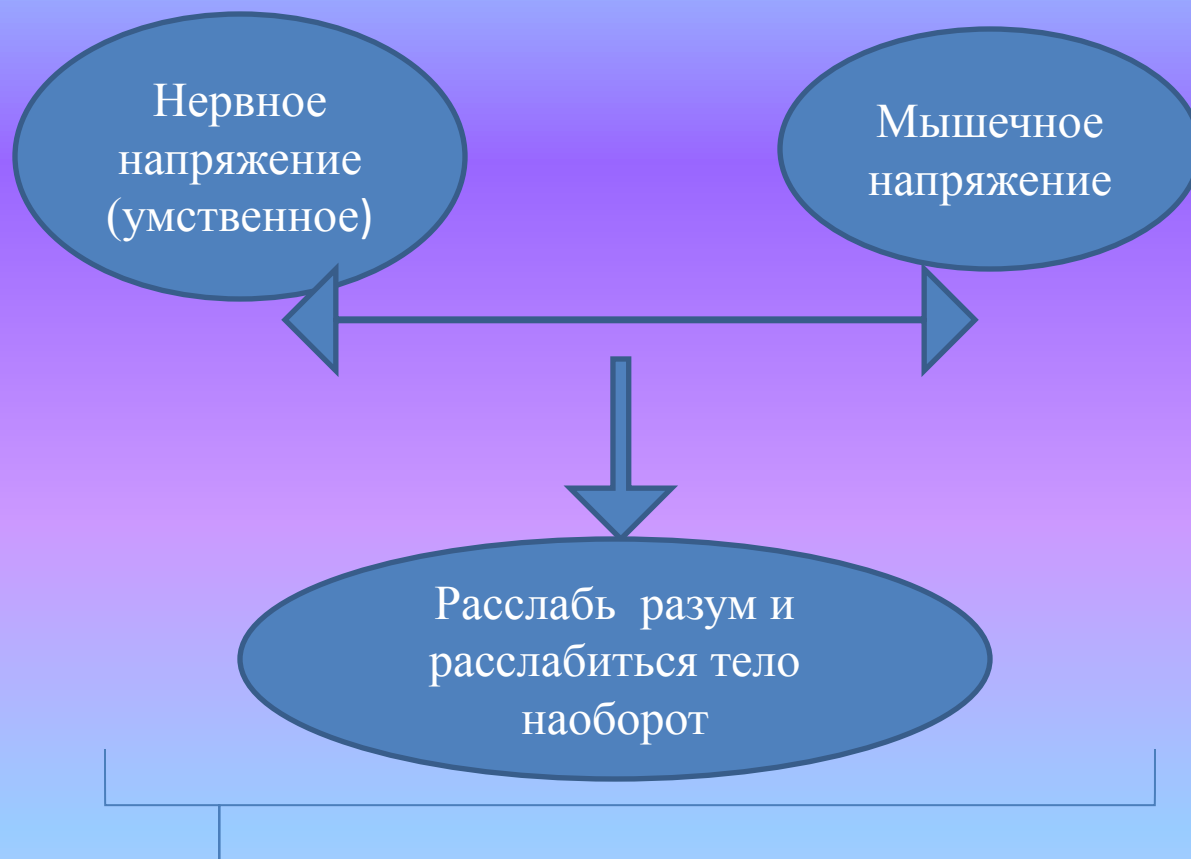 Нервное
напряжение
(умственное)
Мышечное
напряжение
Расслабь  разум и
расслабиться тело
наоборот